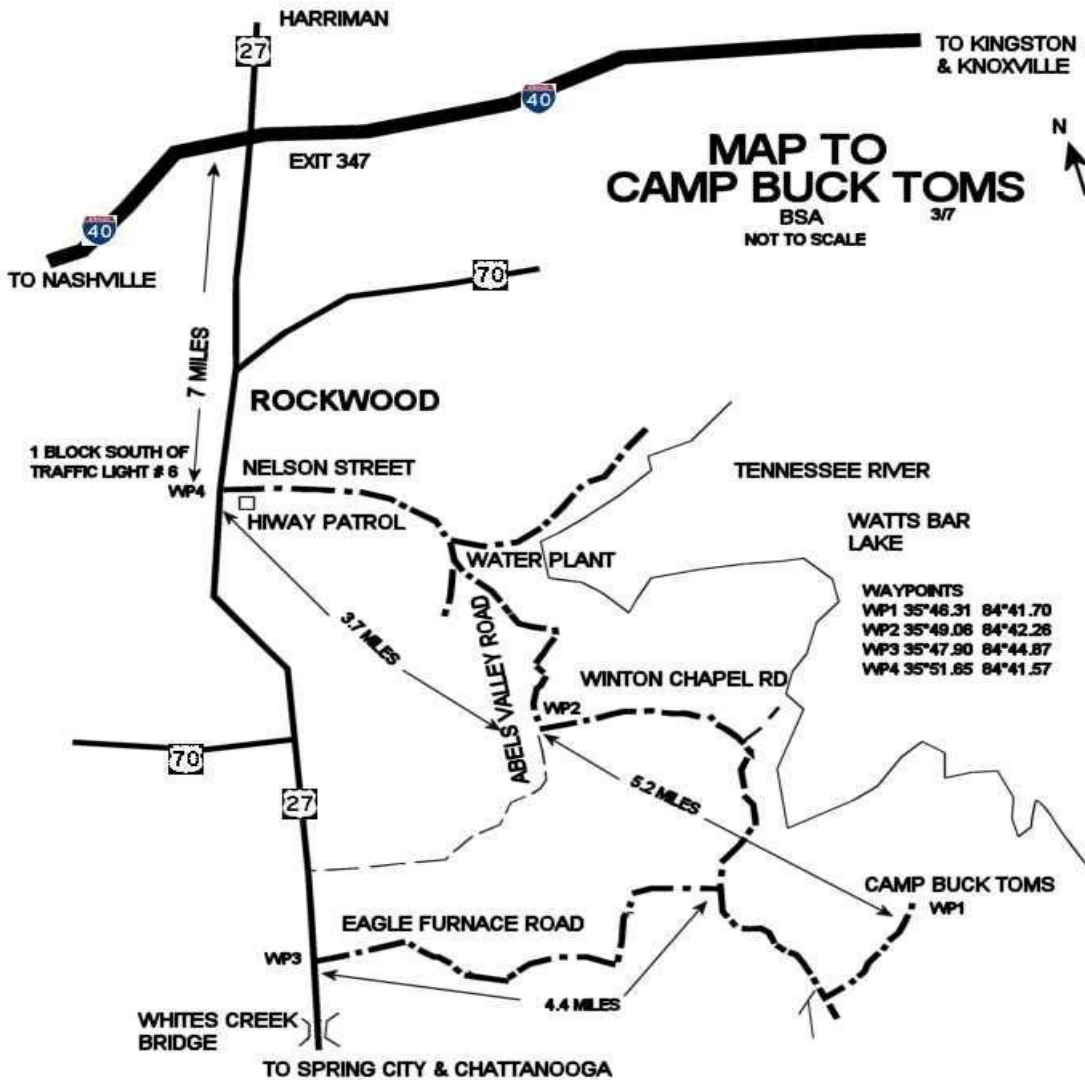 HARRIMAN
27
TO KINGSTON
& KNOXVILLE
40
EXIT 347
MAP TO
CAMP BUCK TOMS
BSA
3/7
NOT TO SCALE
N
40
TO NASHVILLE
70
7 MILES
ROCKWOOD
1 BLOCK SOUTH OF
TRAFFIC LIGHT # 6
NELSON STREET
WP4
HIWAY PATROL
TENNESSEE RIVER
WATTS BAR
LAKE
WATER PLANT
WAYPOINTS
WP1 35°46.31 84°41.70
WP2 35°49.06 84°42.26
WP3 35°47.90 84°44.87
WP4 35°51.65 84°41.57
3.7 MILES
ABELS VALLEY ROAD
WINTON CHAPEL RD
WP2
70
27
5.2 MILES
CAMP BUCK TOMS
WP1
EAGLE FURNACE ROAD
WP3
4.4 MILES
WHITES CREEK
BRIDGE
TO SPRING CITY & CHATTANOOGA